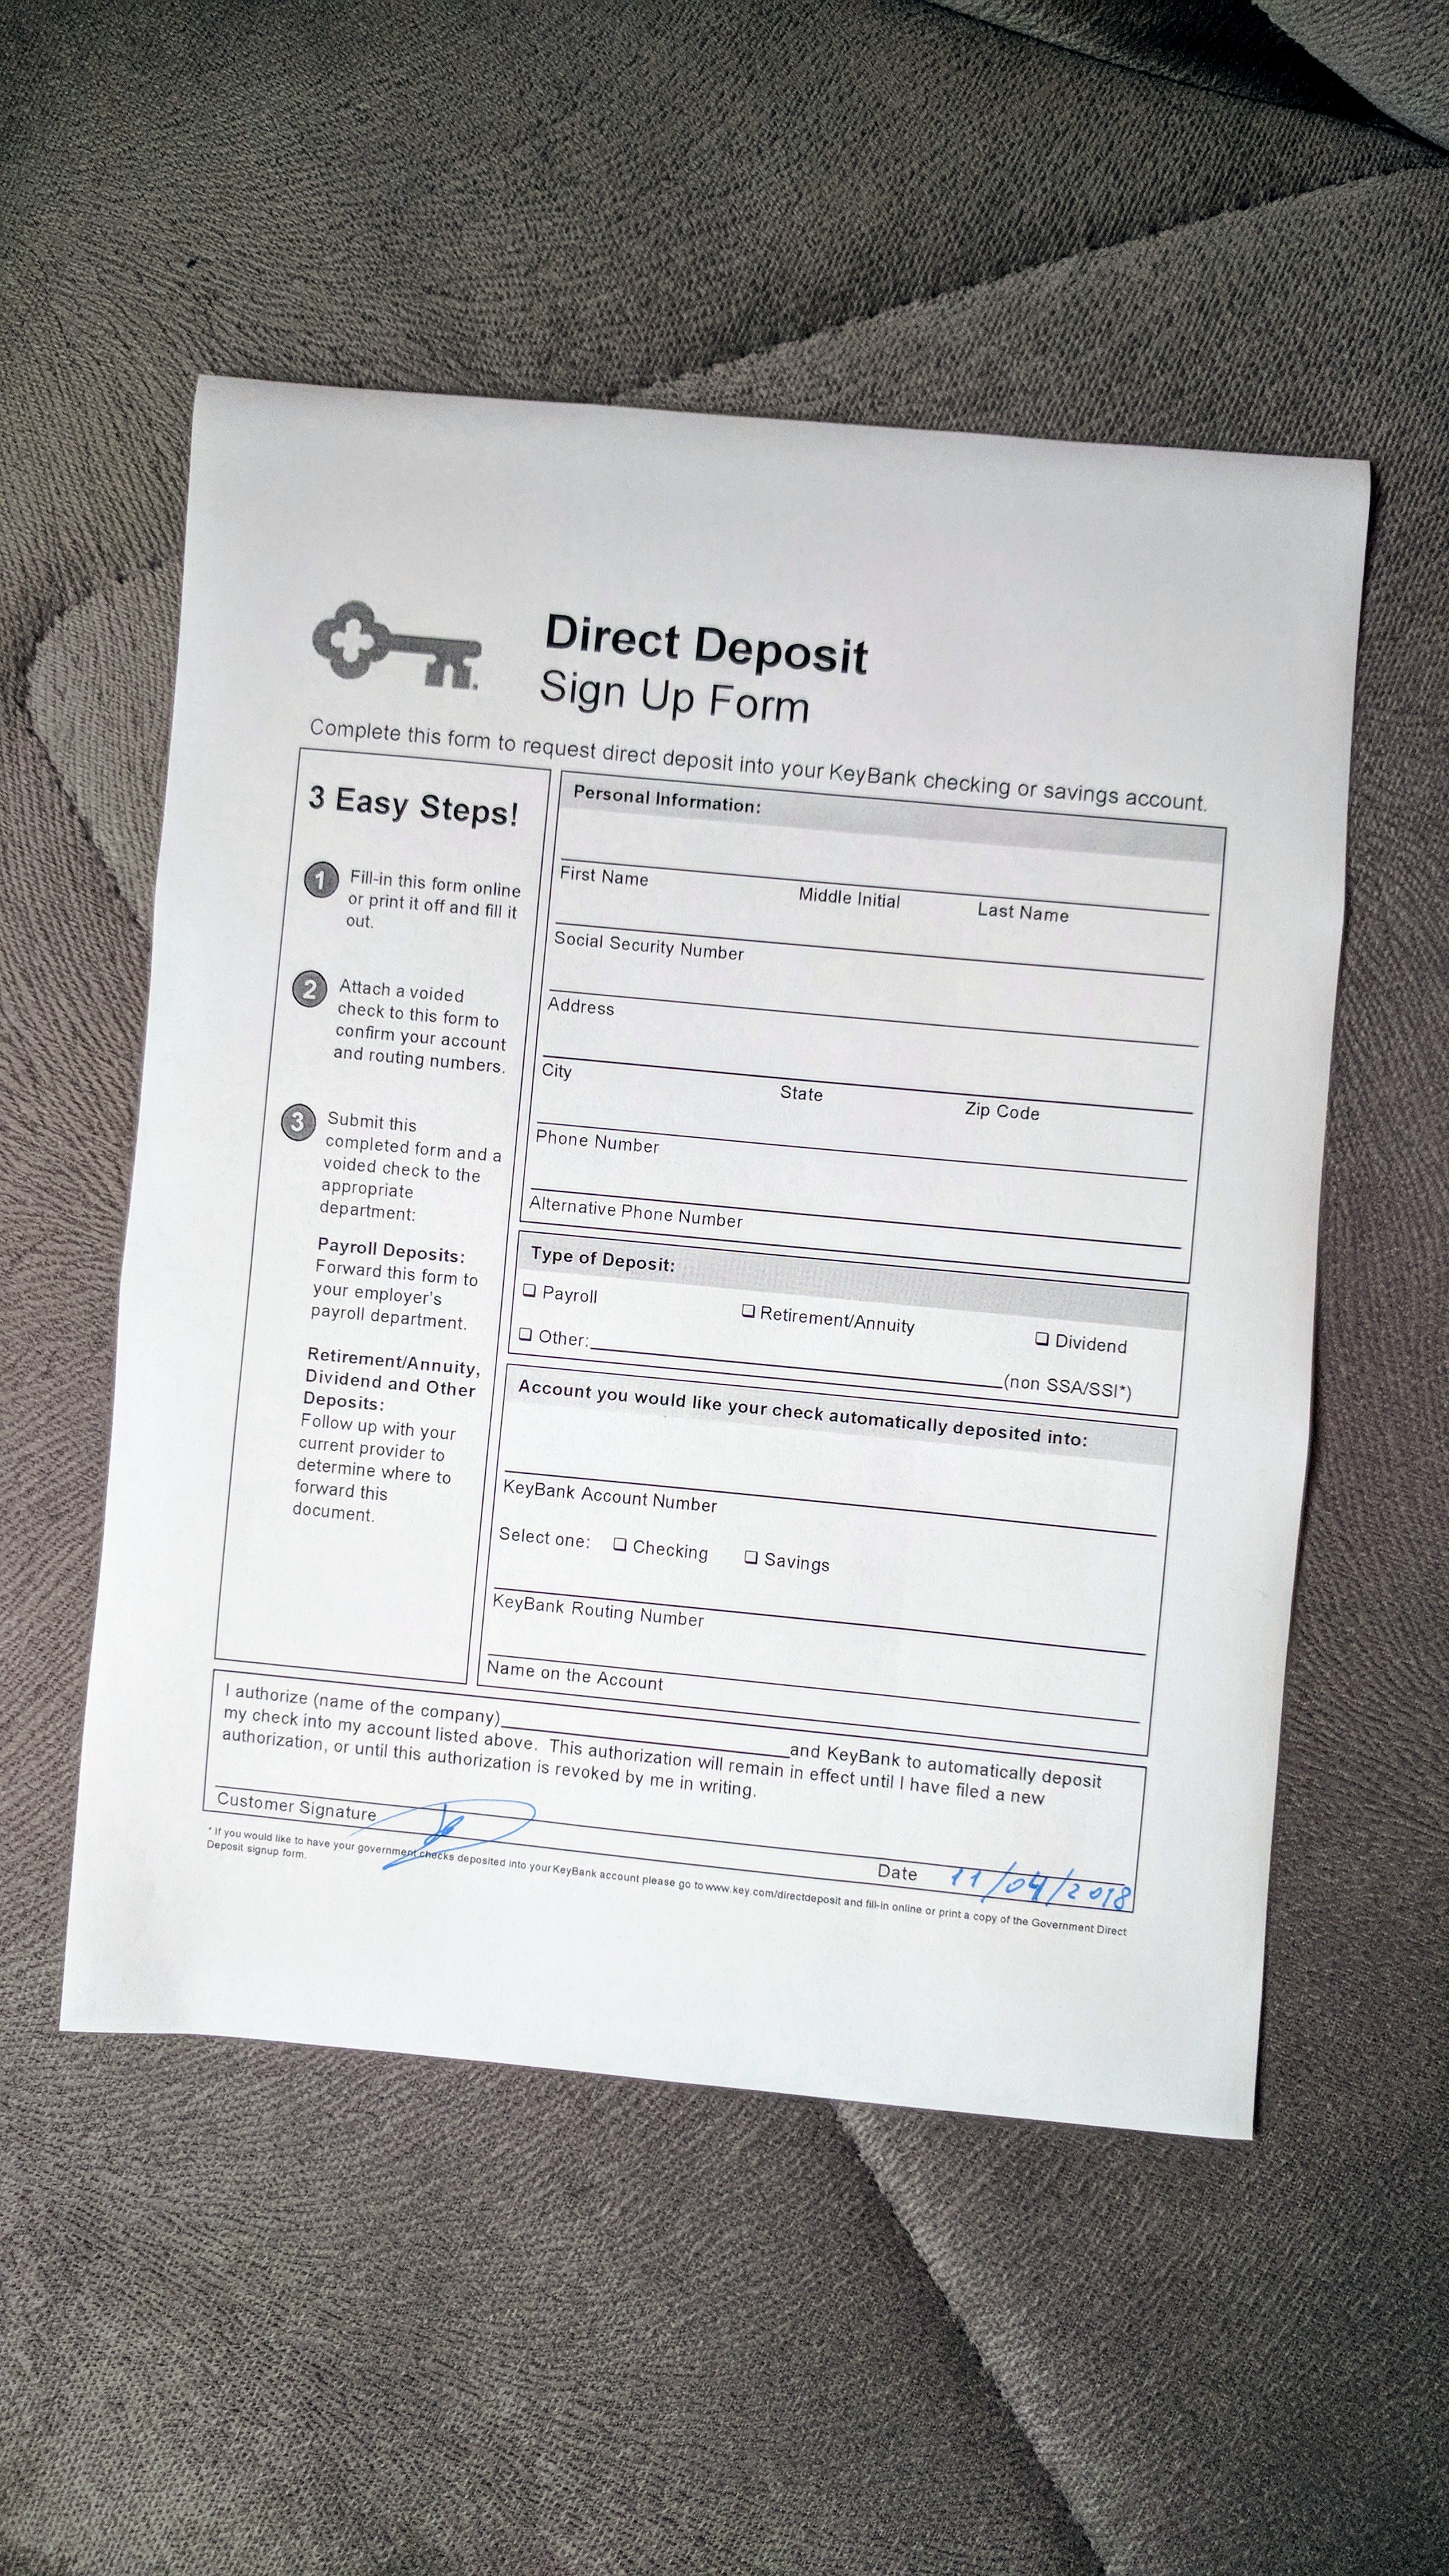 Direct Deposit
Sign Up Form
Complete this form to request direct deposit into your KeyBank checking or savings account.
3 Easy Steps!
1 Fill-in this form online
or print it off and fill it
out.
2 Attach a voided
check to this form to
confirm your account
and routing numbers.
3 Submit this
completed form and a
voided check to the
appropriate
department:
Payroll Deposits:
Forward this form to
your employer's
payroll department.
Retirement/Annuity,
Dividend and Other
Deposits:
Follow up with your
current provider to
determine where to
forward this
document.
Personal Information:
First Name Middle Initial Last Name
Social Security Number
Address
City State Zip Code
Phone Number
Alternative Phone Number
Type of Deposit:
❑ Payroll ❑ Retirement/Annuity ❑ Dividend
❑ Other:____ (non SSA/SSI*)
Account you would like your check automatically deposited into:
KeyBank Account Number
Select one: ❑ Checking ❑ Savings
KeyBank Routing Number
Name on the Account
I authorize (name of the company)____ and KeyBank to automatically deposit
my check into my account listed above. This authorization will remain in effect until I have filed a new
authorization, or until this authorization is revoked by me in writing.
Customer Signature Date 11/04/2018
* If you would like to have your government checks deposited into your KeyBank account please go to www.key.com/directdeposit and fill-in online or print a copy of the Government Direct
Deposit signup form.